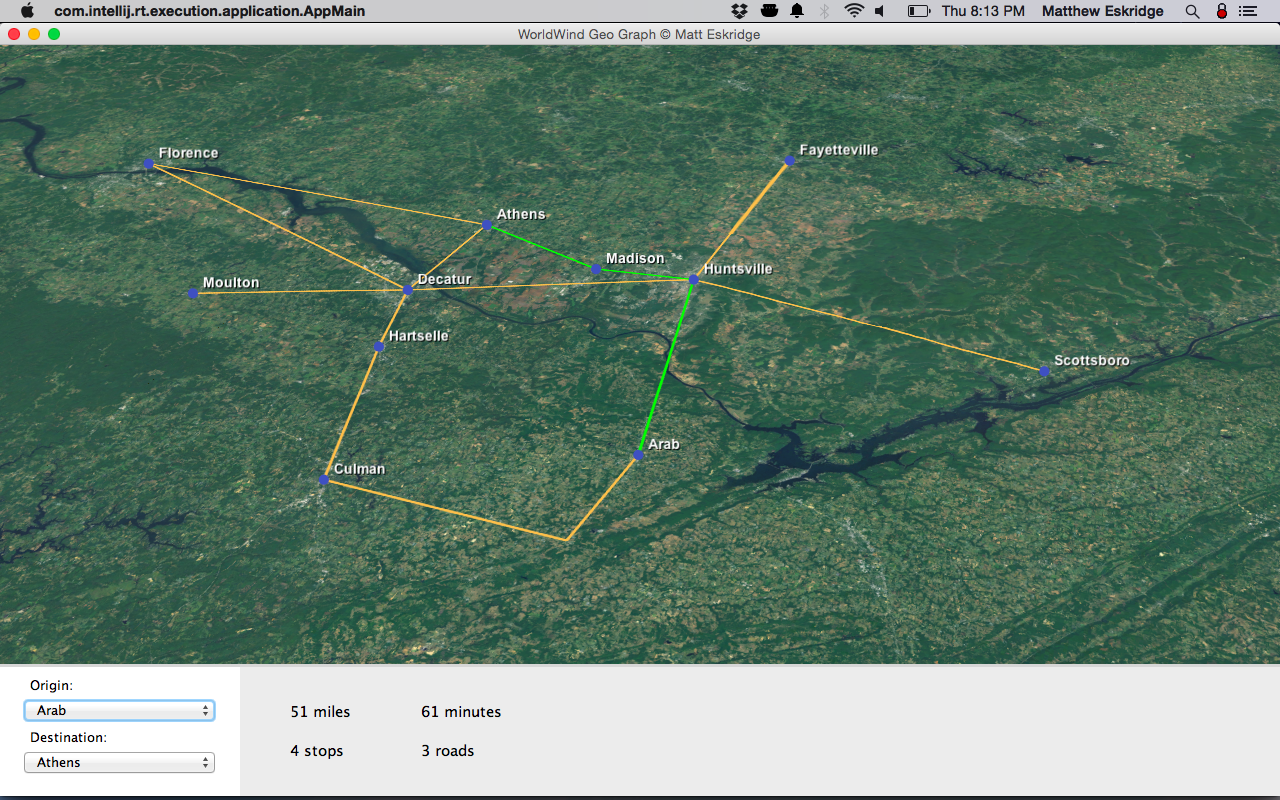 com.intellij.rt.execution.application.AppMain Thu 8:13 PM Matthew Eskridge
WorldWind Geo Graph © Matt Eskridge
Florence
Fayetteville
Athens
Madison
Huntsville
Decatur
Moulton
Hartselle
Scottsboro
Arab
Culman
Origin:
Arab
51 miles 61 minutes
Destination:
4 stops 3 roads
Athens